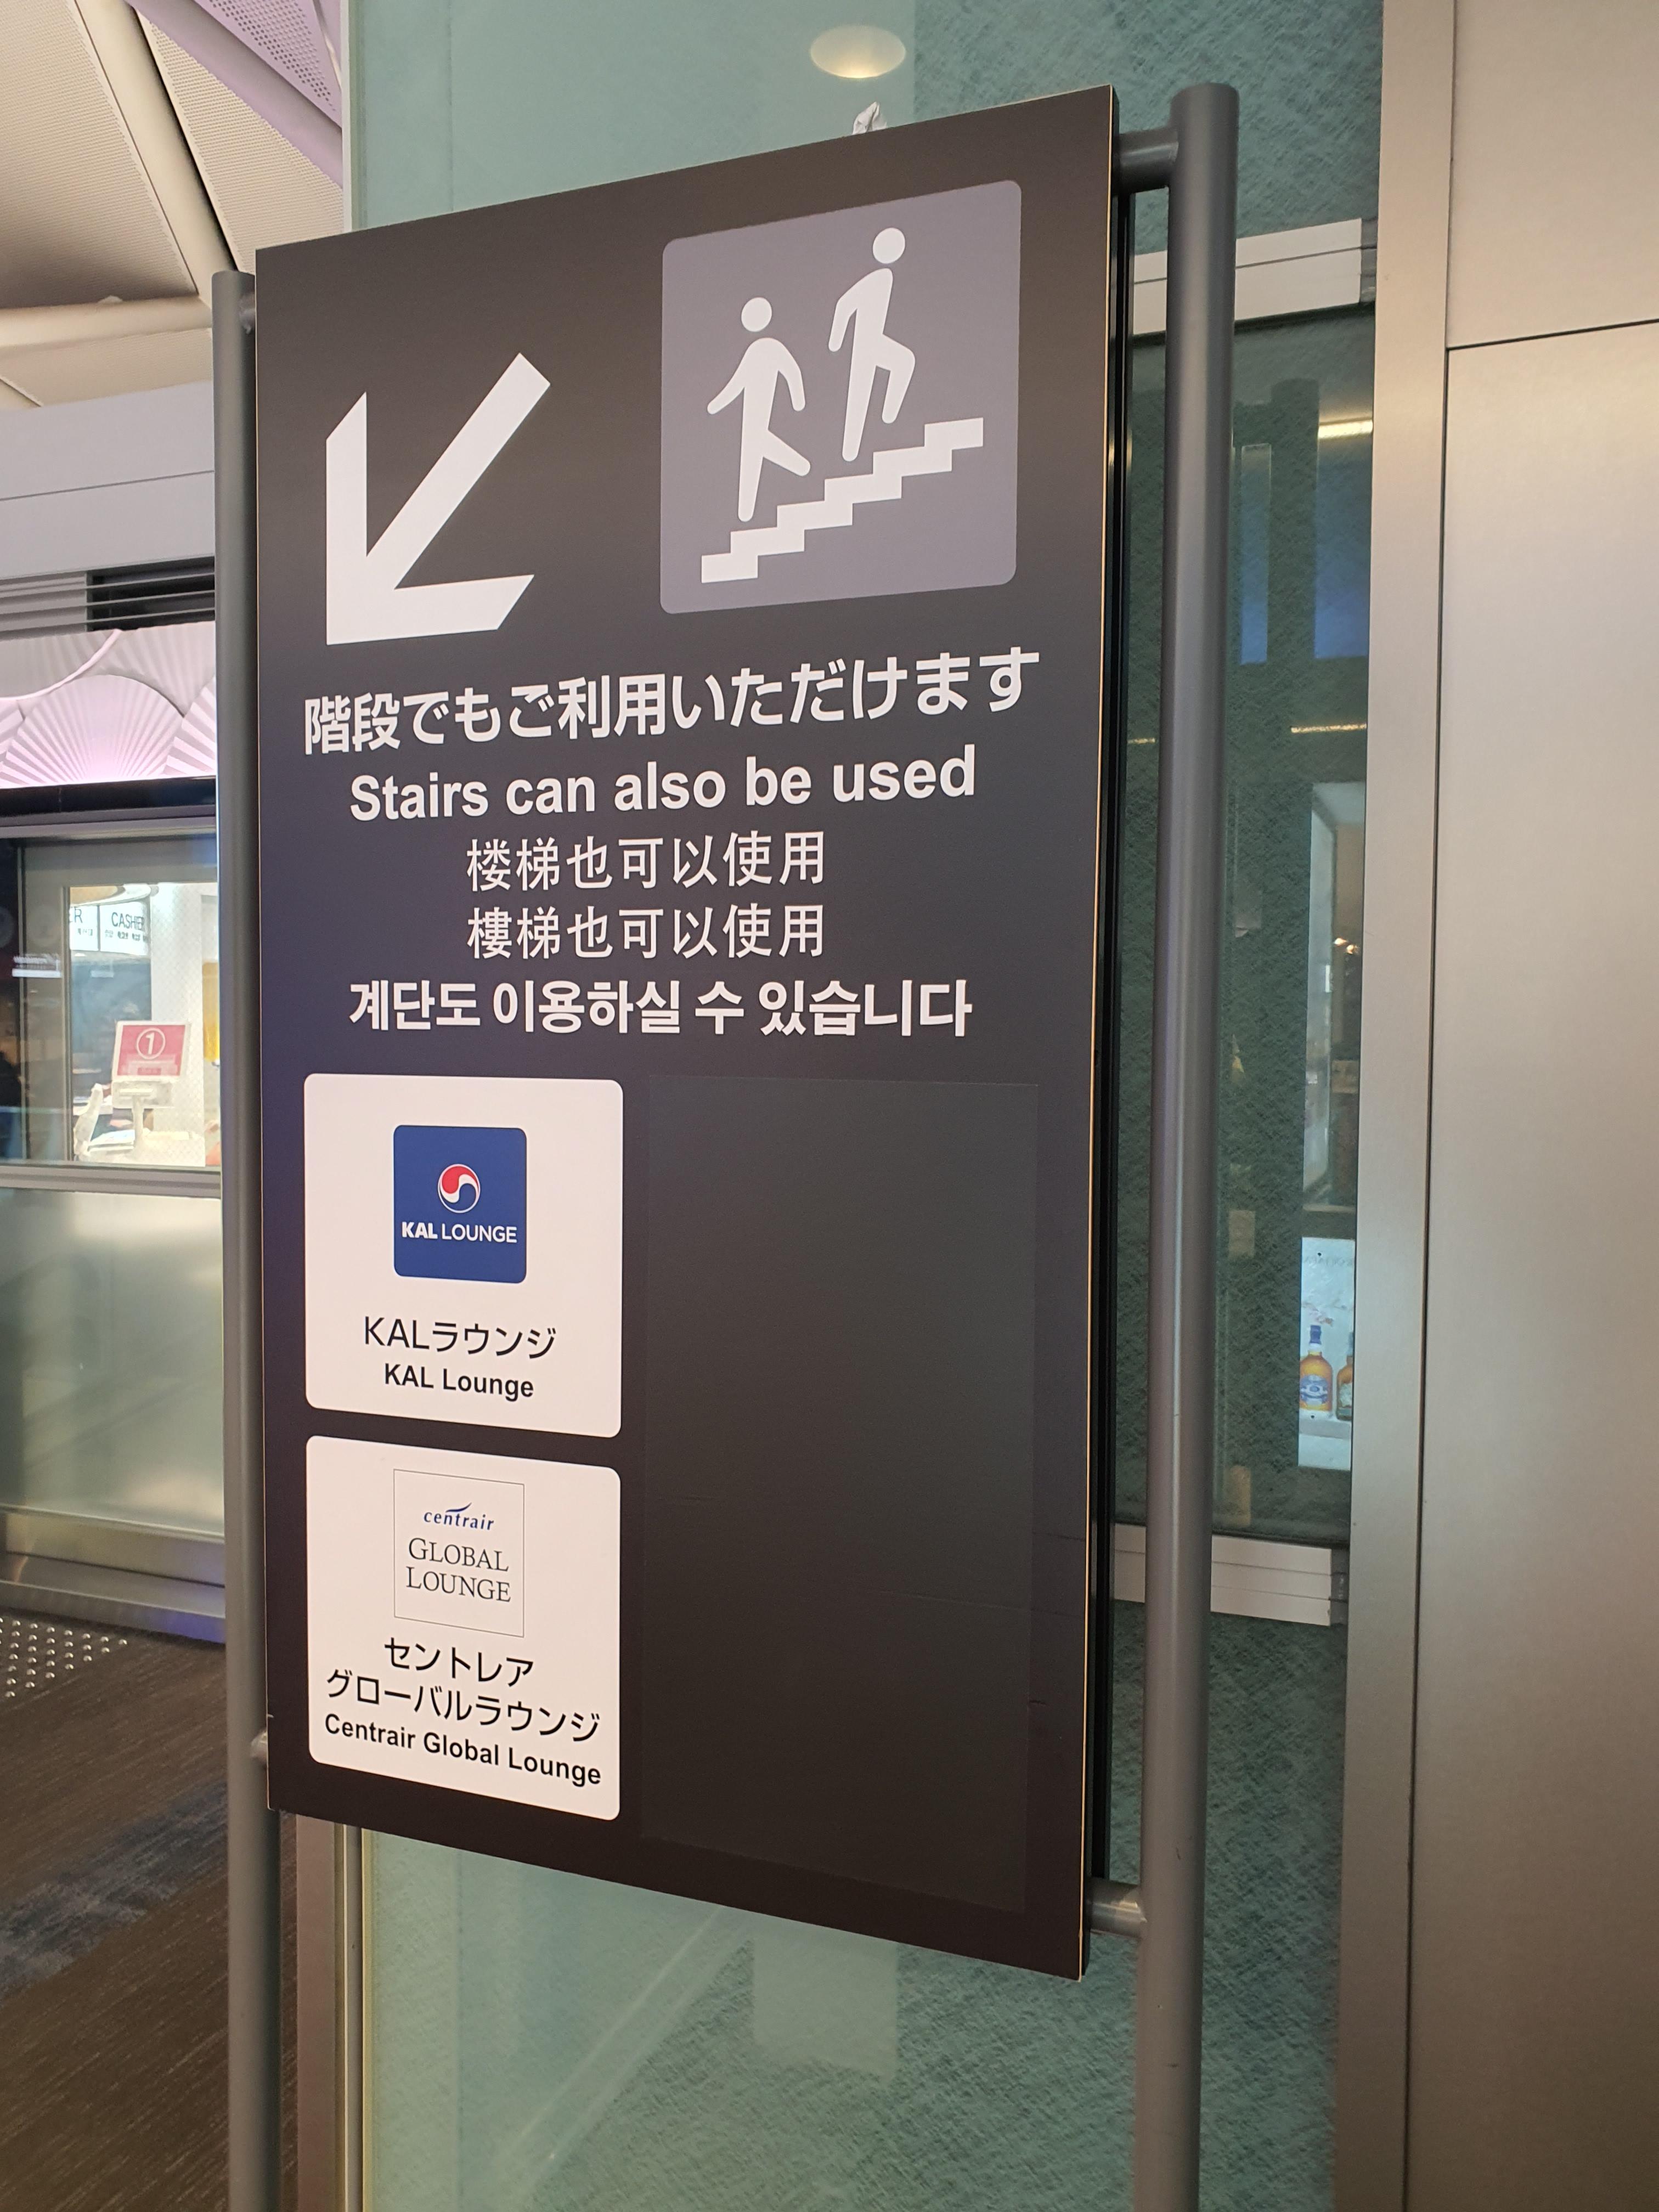 階段でもご利用いただけます
Stairs can also be used
楼梯也可以使用
樓梯也可以使用
계단도 이용하실 수 있습니다
KAL LOUNGE
KALラウンジ
KAL Lounge
centrair
GLOBAL
LOUNGE
セントレア
グローバルラウンジ
Centrair Global Lounge
CASHIER
1